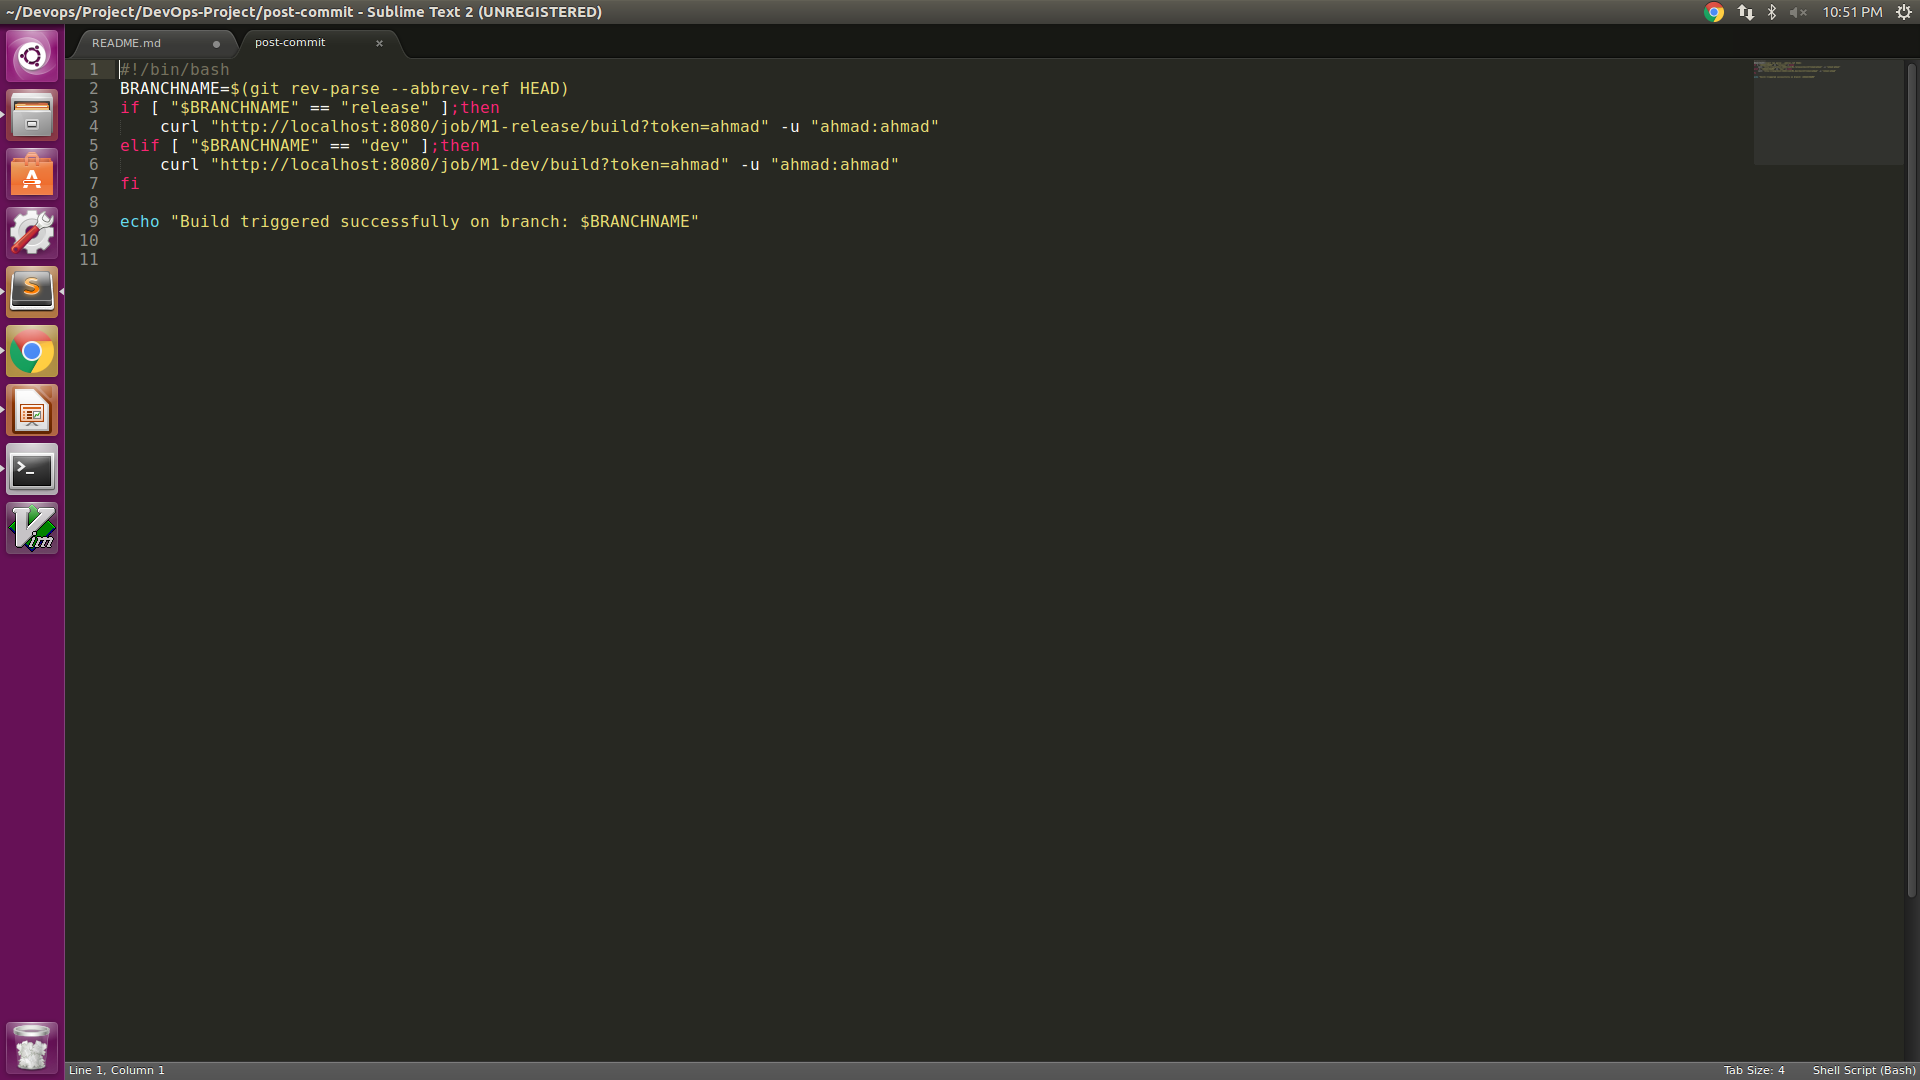 ~/Devops/Project/DevOps-Project/post-commit - Sublime Text 2 (UNREGISTERED)
10:51 PM
README.md
post-commit
1 #!/bin/bash
2 BRANCHNAME=$(git rev-parse --abbrev-ref HEAD)
3 if [ "$BRANCHNAME" == "release" ];then
4     curl "http://localhost:8080/job/M1-release/build?token=ahmad" -u "ahmad:ahmad"
5 elif [ "$BRANCHNAME" == "dev" ];then
6     curl "http://localhost:8080/job/M1-dev/build?token=ahmad" -u "ahmad:ahmad"
7 fi
8
9 echo "Build triggered successfully on branch: $BRANCHNAME"
10
11
S
>_
Vim
Line 1, Column 1
Tab Size: 4
Shell Script (Bash)